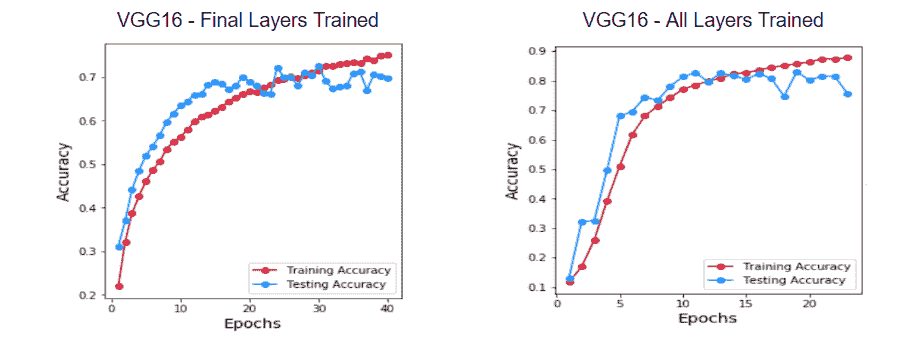 VGG16 - Final Layers Trained
0.7
0.6
0.5
0.4
0.3
0.2
Accuracy
0
10
20
30
40
Epochs
Training Accuracy
Testing Accuracy
VGG16 - All Layers Trained
0.9
0.8
0.7
0.6
0.5
0.4
0.3
0.2
0.1
Accuracy
0
5
10
15
20
Epochs
Training Accuracy
Testing Accuracy